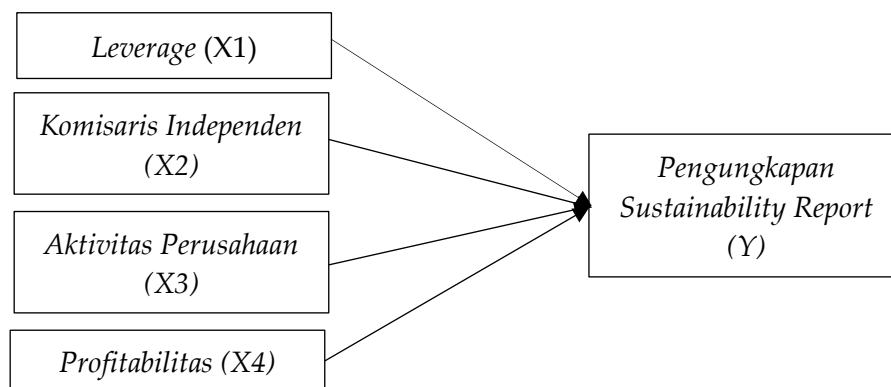 Leverage (X1)
Komisaris Independen
(X2)
Aktivitas Perusahaan
(X3)
Profitabilitas (X4)
Pengungkapan
Sustainability Report
(Y)